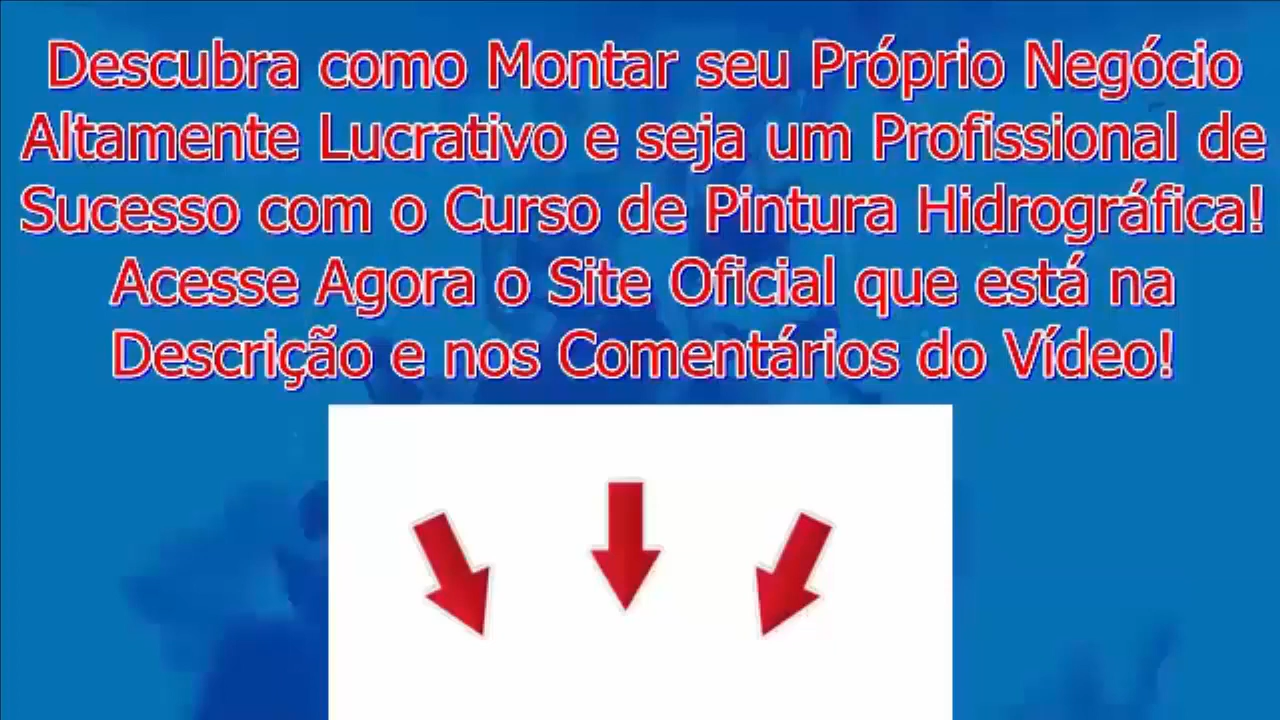 Descubra como Montar seu Próprio Negócio
Altamente Lucrativo e seja um Profissional de
Sucesso com o Curso de Pintura Hidrográfica!
Acesse Agora o Site Oficial que está na
Descrição e nos Comentários do Vídeo!